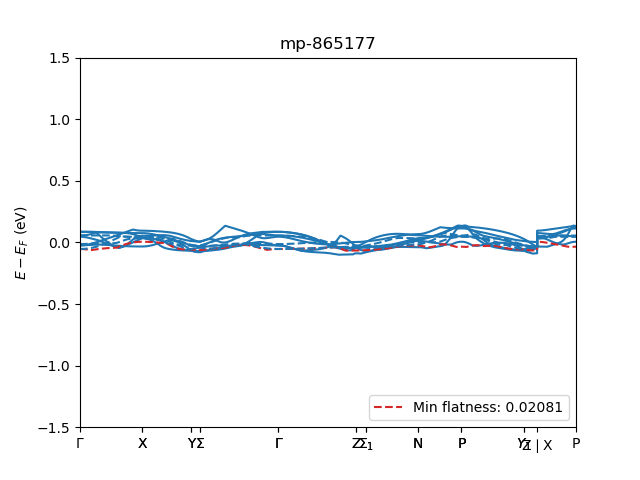 mp-865177
E − E_F (eV)
1.5
1.0
0.5
0.0
−0.5
−1.0
−1.5
Min flatness: 0.02081
Γ X Y Σ Γ Z Σ₁ N P Z | X P